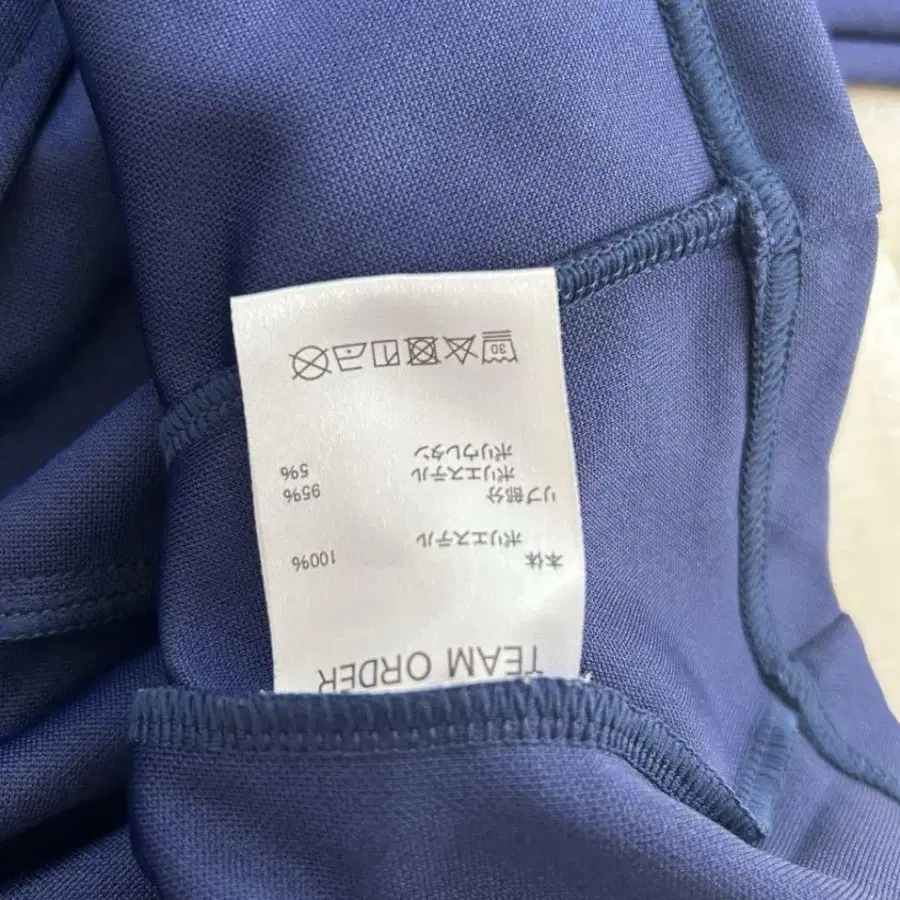 TEAM ORDER
本体
ポリエステル 100%
リブ部分
ポリエステル 95%
ポリウレタン 5%
30